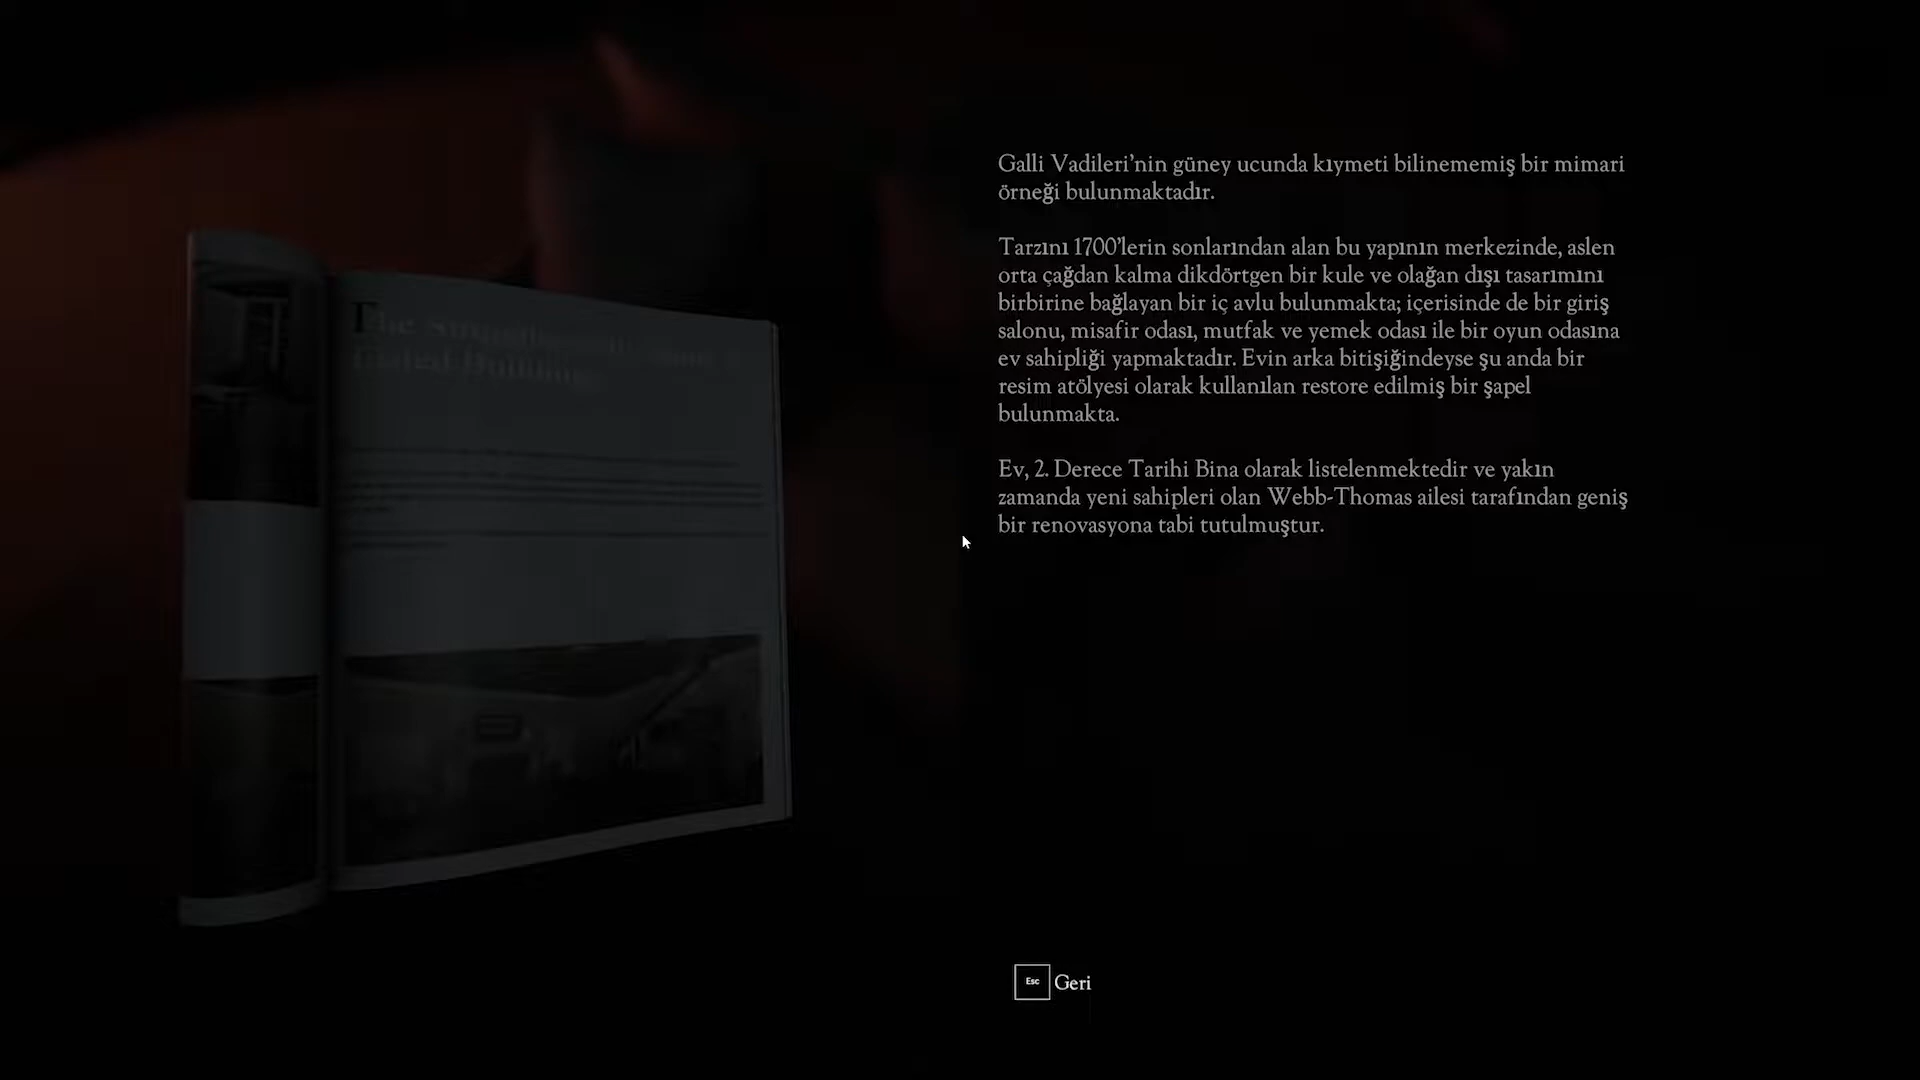 Galli Vadileri’nin güney ucunda kıymeti bilinememiş bir mimari
örneği bulunmaktadır.
Tarzını 1700’lerin sonlarından alan bu yapının merkezinde, aslen
orta çağdan kalma dikdörtgen bir kule ve olağan dışı tasarımını
birbirine bağlayan bir iç avlu bulunmakta; içerisinde de bir giriş
salonu, misafir odası, mutfak ve yemek odası ile bir oyun odasına
ev sahipliği yapmaktadır. Evin arka bitişiğindeyse şu anda bir
resim atölyesi olarak kullanılan restore edilmiş bir şapel
bulunmakta.
Ev, 2. Derece Tarihi Bina olarak listelenmektedir ve yakın
zamanda yeni sahipleri olan Webb-Thomas ailesi tarafından geniş
bir renovasyona tabi tutulmuştur.
The
Listed Building
Esc Geri